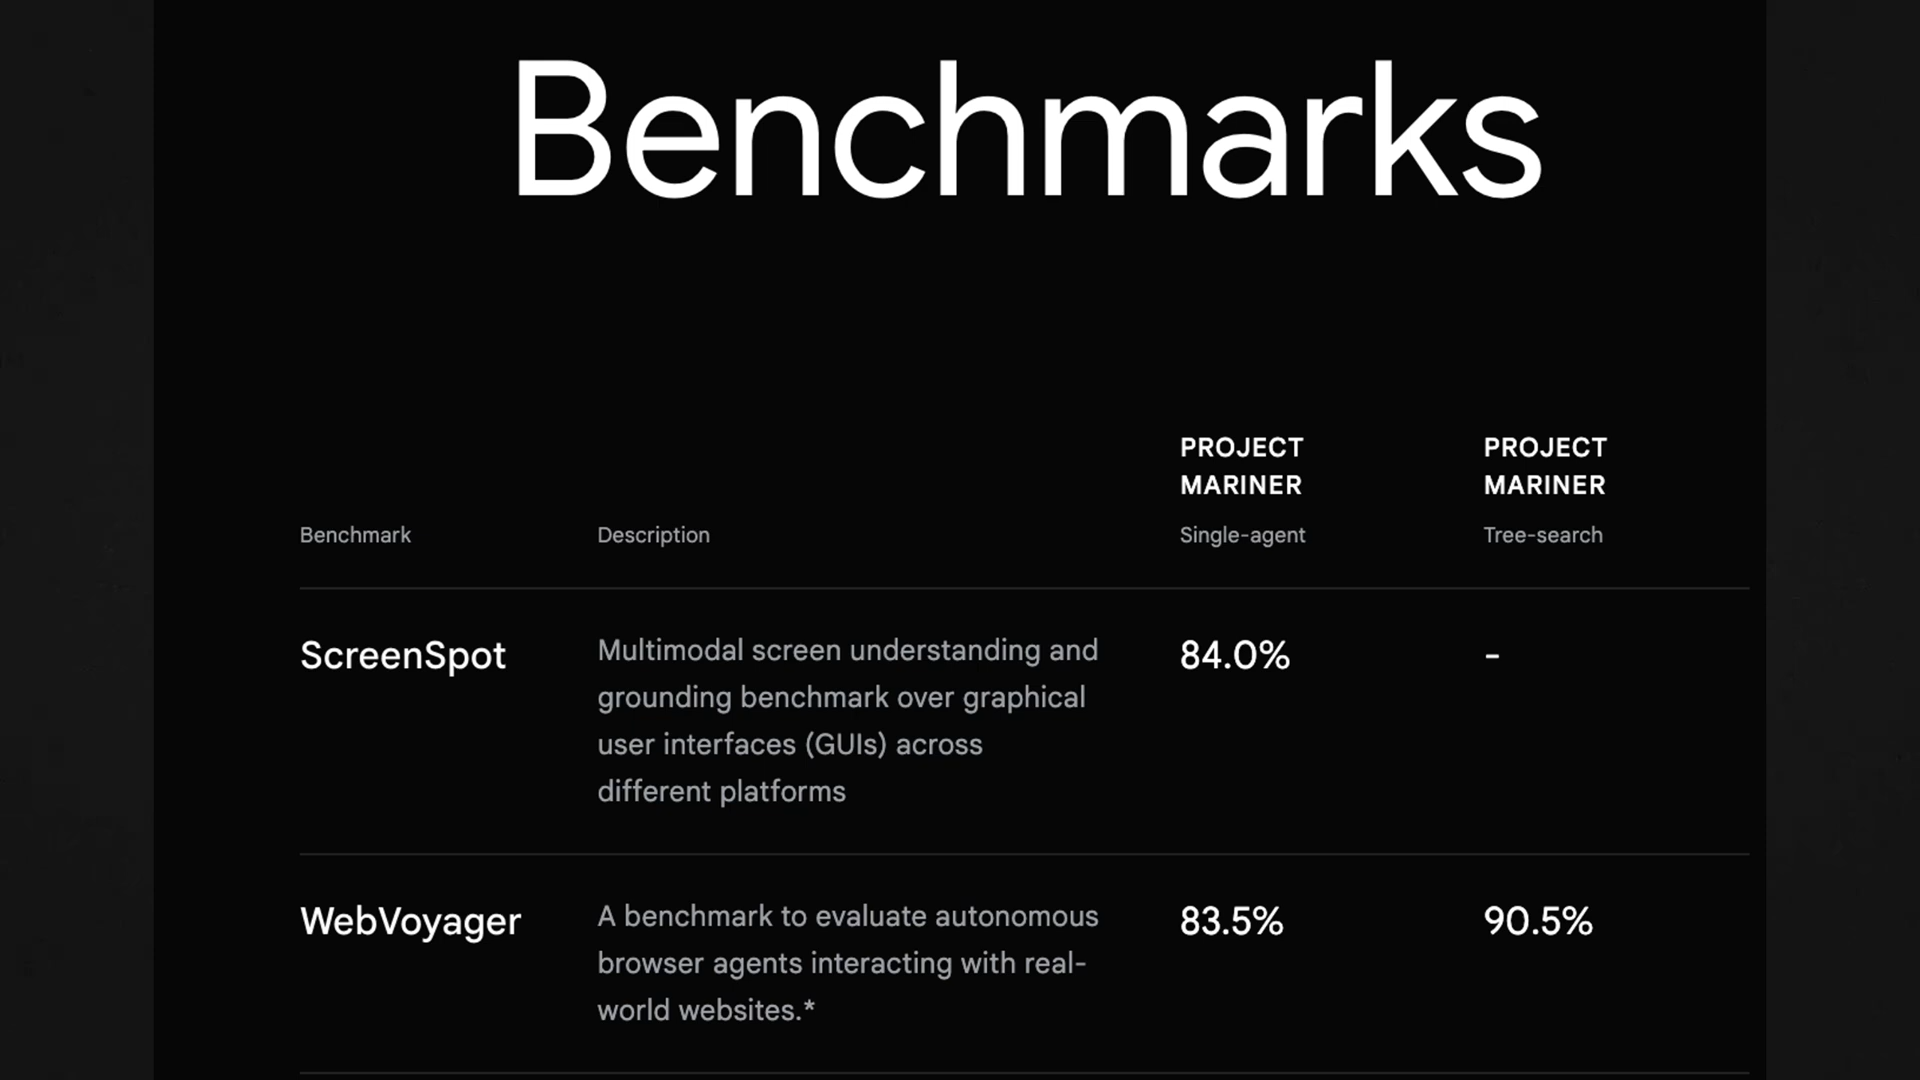 Benchmarks
PROJECT
MARINER
PROJECT
MARINER
Benchmark
Description
Single-agent
Tree-search
ScreenSpot
Multimodal screen understanding and
grounding benchmark over graphical
user interfaces (GUIs) across
different platforms
84.0%
-
WebVoyager
A benchmark to evaluate autonomous
browser agents interacting with real-
world websites.*
83.5%
90.5%